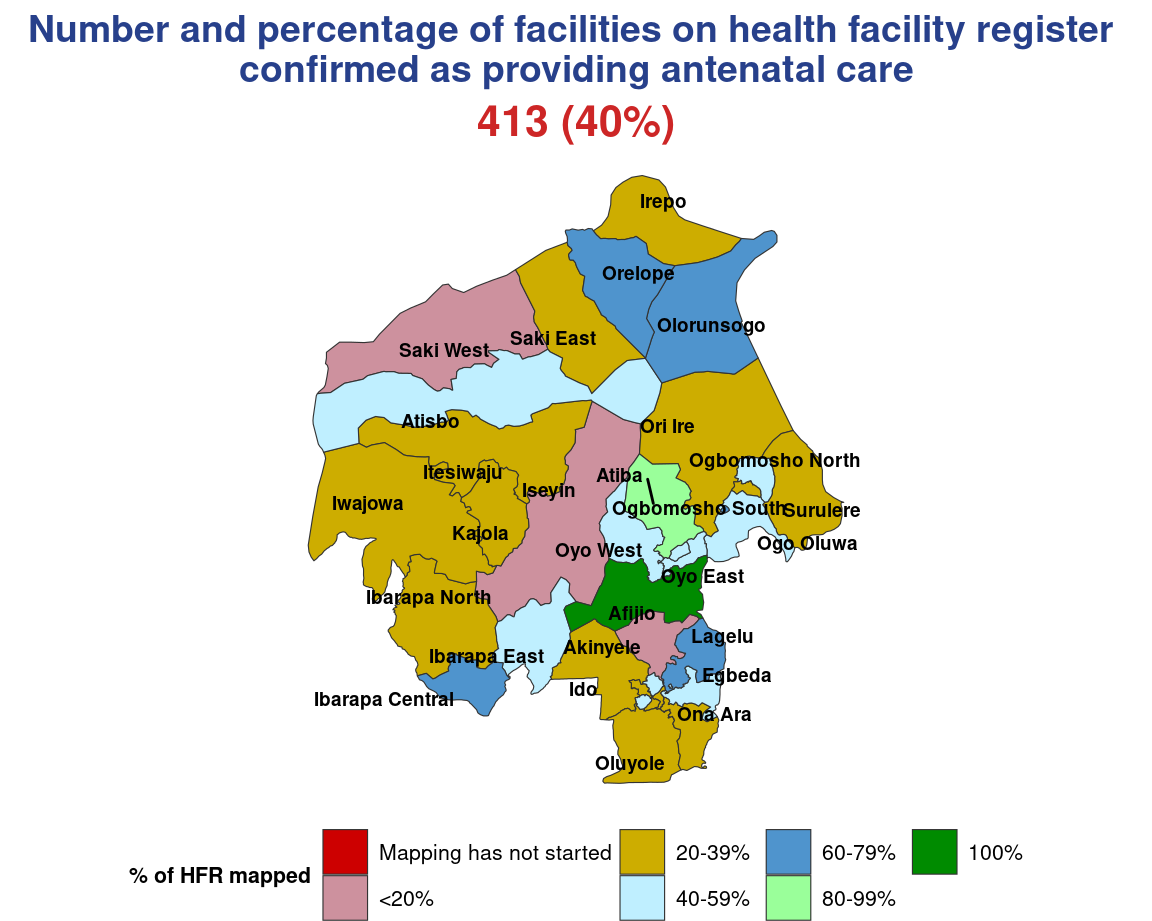 Number and percentage of facilities on health facility register
confirmed as providing antenatal care
413 (40%)
Irepo
Orelope
Olorunsogo
Saki East
Saki West
Atisbo
Ori Ire
Ogbomosho North
Itesiwaju
Atiba
Iseyin
Iwajowa
Ogbomosho South
Surulere
Kajola
Ogo Oluwa
Oyo West
Oyo East
Ibarapa North
Afijio
Lagelu
Akinyele
Ibarapa East
Egbeda
Ido
Ibarapa Central
Ona Ara
Oluyole
% of HFR mapped
Mapping has not started
<20%
20-39%
40-59%
60-79%
80-99%
100%